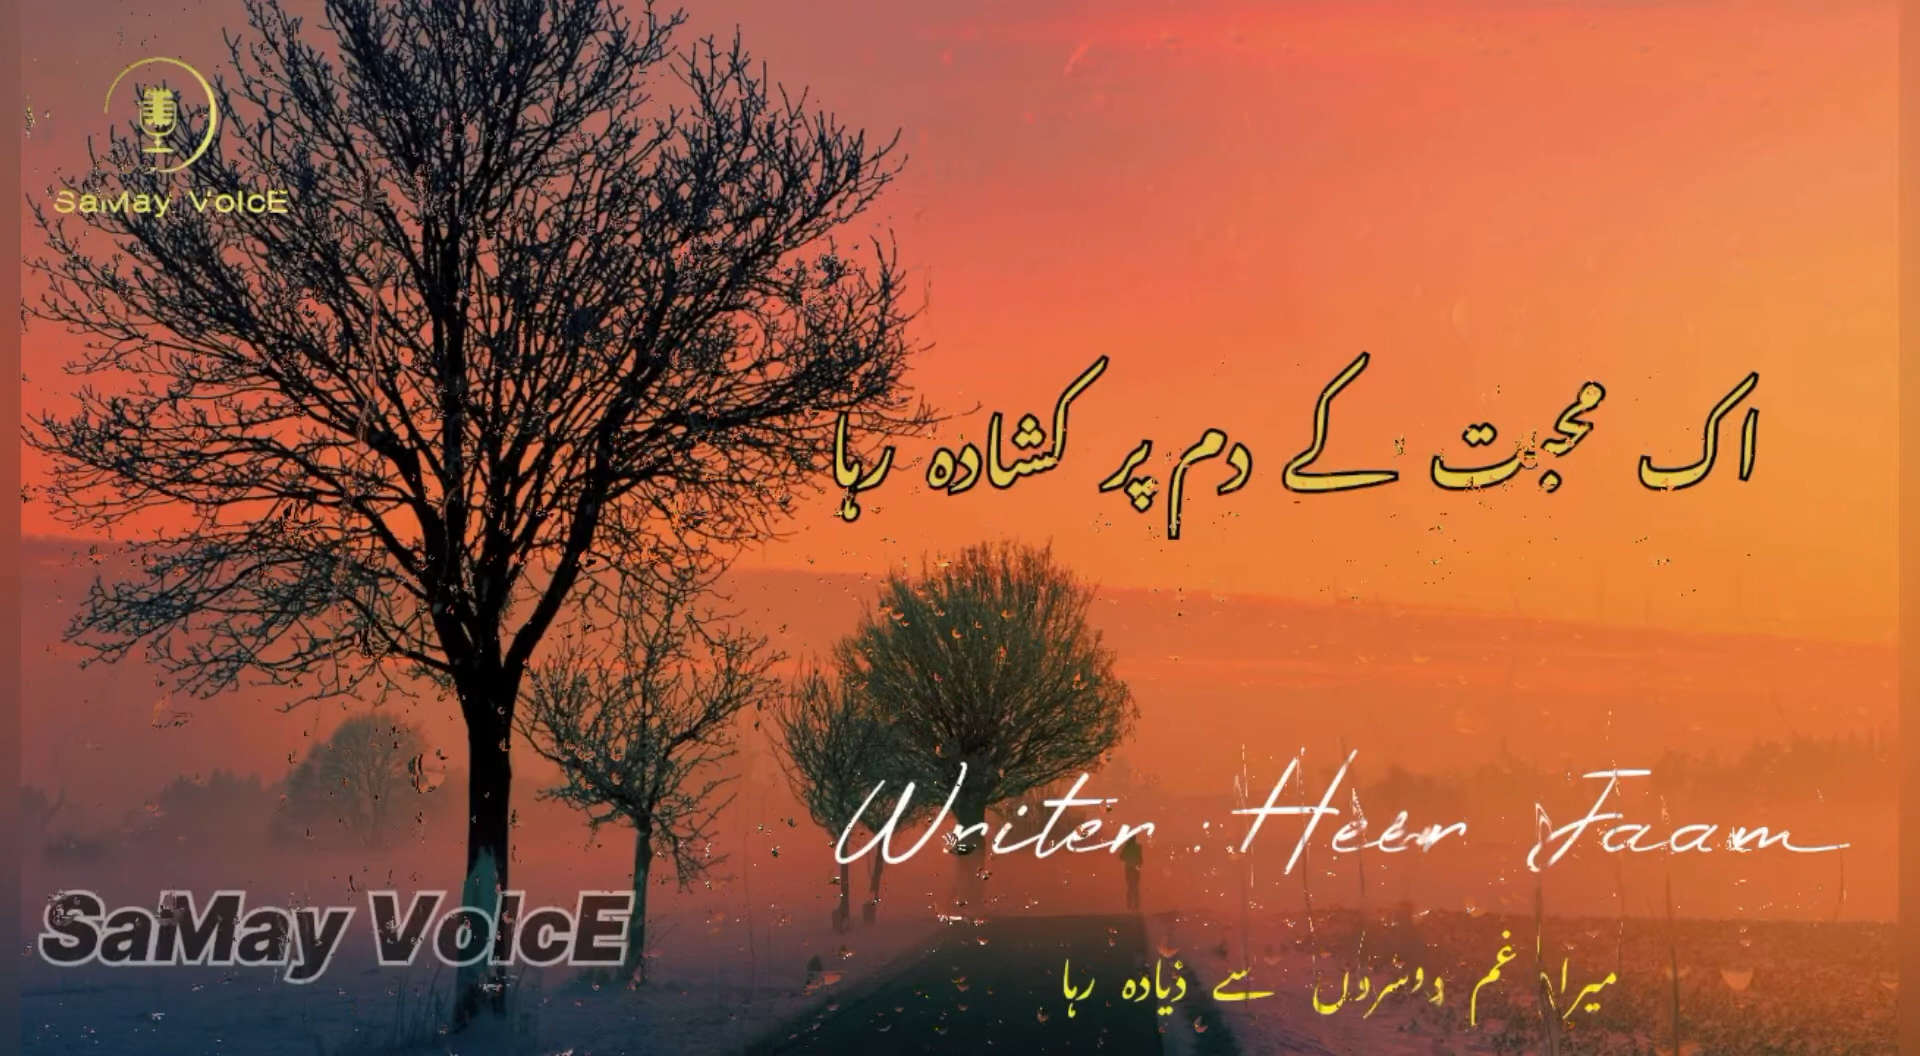 SaMay VoIcE
اک محبت کے دم پر کشادہ رہا
Writer : Heer Jaam
SaMay VoIcE
میرا غم دوسروں سے ذیادہ رہا